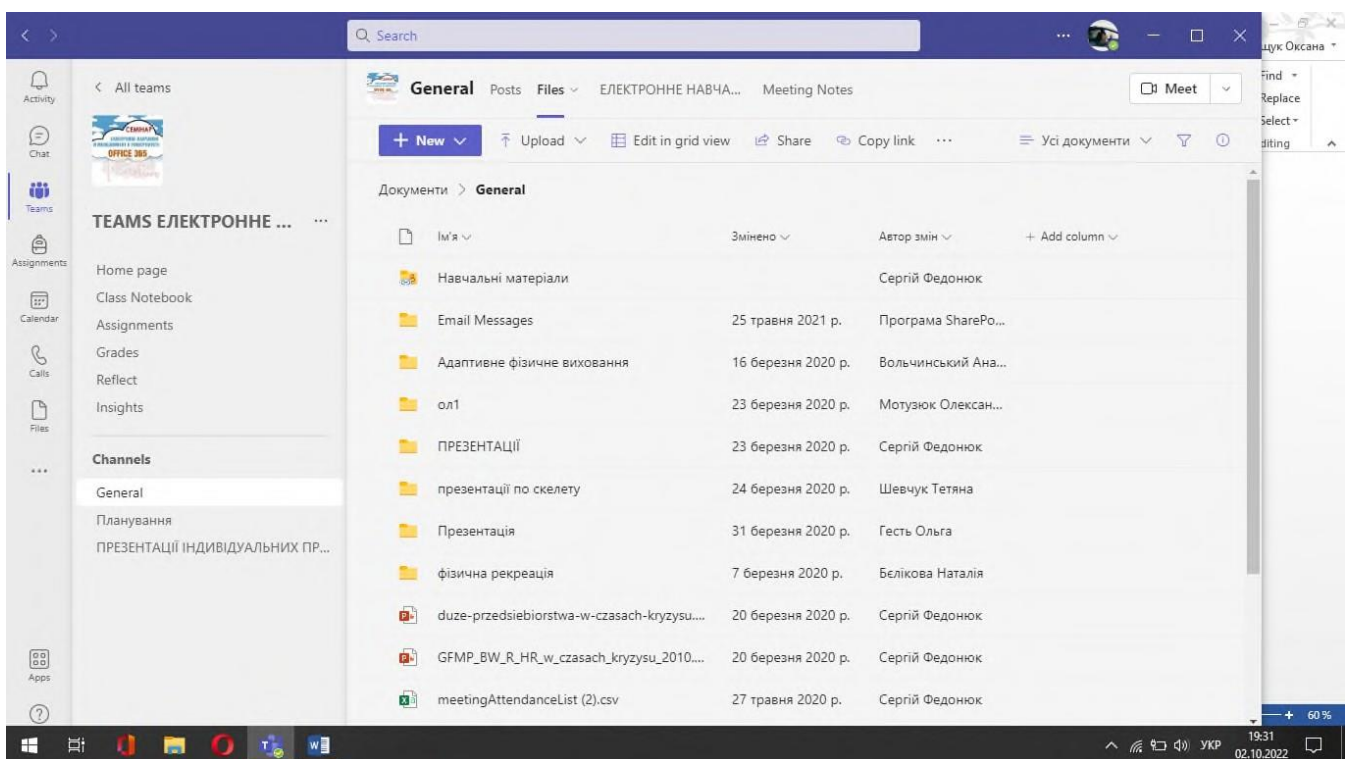 Search
щук Оксана
Activity
Chat
Teams
Assignments
Calendar
Calls
Files
Apps
All teams
СЕМІНАР
OFFICE 365
TEAMS ЕЛЕКТРОННЕ ...
Home page
Class Notebook
Assignments
Grades
Reflect
Insights
Channels
General
Планування
ПРЕЗЕНТАЦІЇ ІНДИВІДУАЛЬНИХ ПР...
General Posts Files ЕЛЕКТРОННЕ НАВЧА... Meeting Notes Meet
+ New Upload Edit in grid view Share Copy link ... Усі документи
Документи > General
Ім'я Змінено Автор змін + Add column
Навчальні матеріали Сергій Федонюк
Email Messages 25 травня 2021 р. Програма SharePo...
Адаптивне фізичне виховання 16 березня 2020 р. Вольчинський Ана...
ол1 23 березня 2020 р. Мотузюк Олексан...
ПРЕЗЕНТАЦІЇ 23 березня 2020 р. Сергій Федонюк
презентації по скелету 24 березня 2020 р. Шевчук Тетяна
Презентація 31 березня 2020 р. Гесть Ольга
фізична рекреація 7 березня 2020 р. Бєлікова Наталія
duze-przedsiebiorstwa-w-czasach-kryzysu.... 20 березня 2020 р. Сергій Федонюк
GFMP_BW_R_HR_w_czasach_kryzysu_2010.... 20 березня 2020 р. Сергій Федонюк
meetingAttendanceList (2).csv 27 травня 2020 р. Сергій Федонюк
Find
Replace
Select
diting
60 %
УКР
19:31
02.10.2022